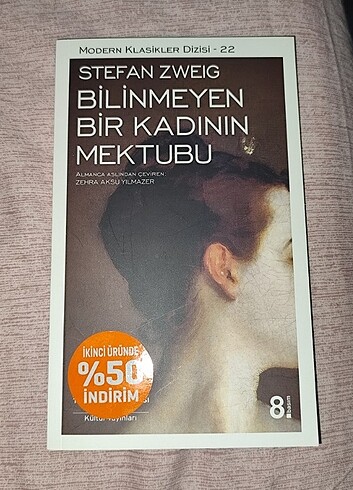 MODERN KLASİKLER DİZİSİ - 22
STEFAN ZWEIG
BİLİNMEYEN
BİR KADININ
MEKTUBU
ALMANCA ASLINDAN ÇEVİREN:
ZEHRA AKSU YILMAZER
İKİNCİ ÜRÜNDE
%50
İNDİRİM
Kültür Yayınları
8.
basım